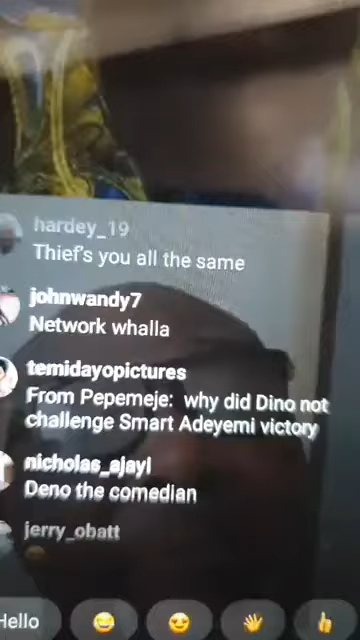 hardey_19
Thief's you all the same
johnwandy7
Network whalla
temidayopictures
From Pepemeje: why did Dino not
challenge Smart Adeyemi victory
nicholas_ajayi
Deno the comedian
jerry_obatt
Hello